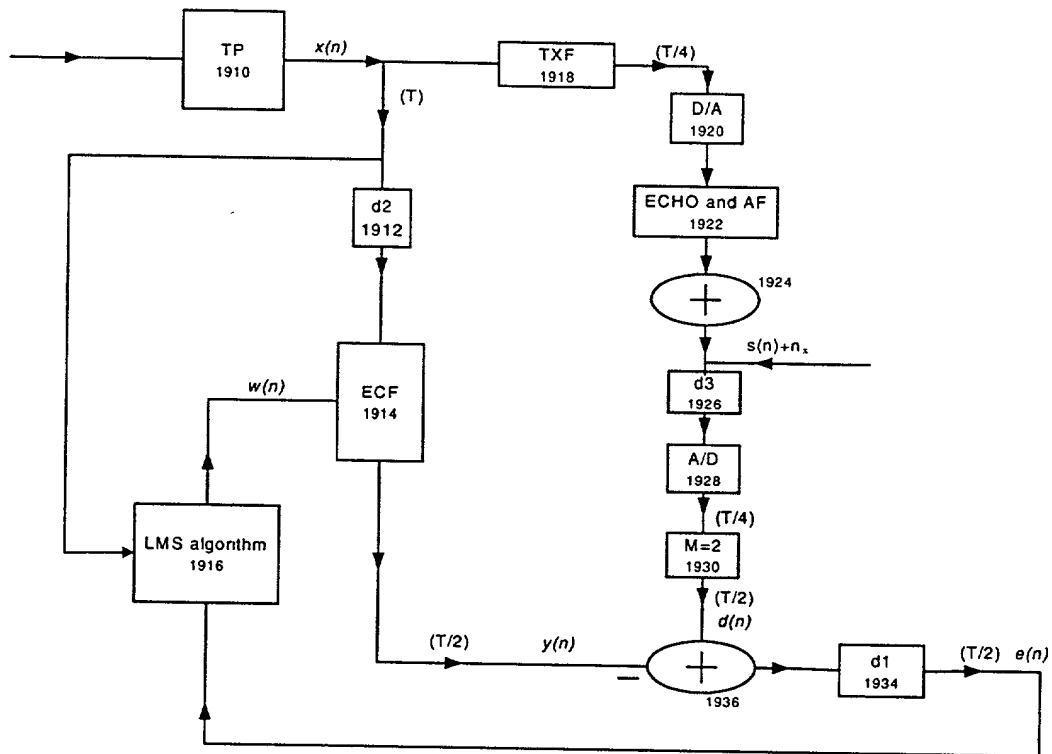 TP
1910
x(n)
(T)
TXF
1918
(T/4)
D/A
1920
d2
1912
ECHO and AF
1922
1924
+
s(n)+nx
d3
1926
w(n)
ECF
1914
A/D
1928
(T/4)
LMS algorithm
1916
M=2
1930
(T/2)
d(n)
(T/2)
y(n)
+
−
1936
d1
1934
(T/2)
e(n)